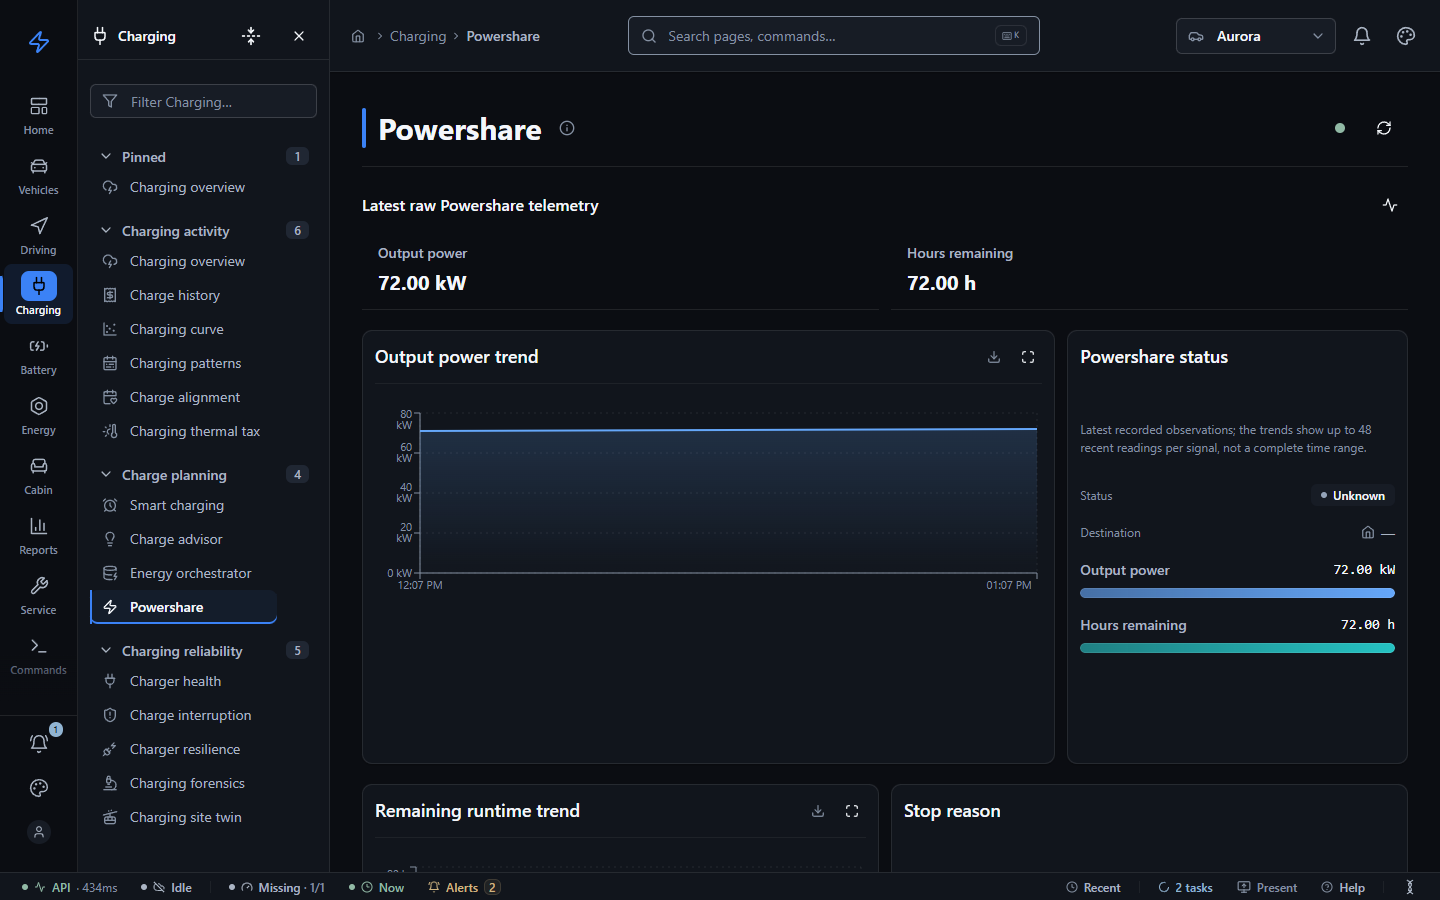 Charging
Charging
Powershare
Search pages, commands...
K
Aurora
Home
Vehicles
Driving
Charging
Battery
Energy
Cabin
Reports
Service
Commands
1
Filter Charging...
Pinned
1
Charging overview
Charging activity
6
Charging overview
Charge history
Charging curve
Charging patterns
Charge alignment
Charging thermal tax
Charge planning
4
Smart charging
Charge advisor
Energy orchestrator
Powershare
Charging reliability
5
Charger health
Charge interruption
Charger resilience
Charging forensics
Charging site twin
Powershare
Latest raw Powershare telemetry
Output power
72.00 kW
Hours remaining
72.00 h
Output power trend
80
kW
60
kW
40
kW
20
kW
0 kW
12:07 PM
01:07 PM
Powershare status
Latest recorded observations; the trends show up to 48
recent readings per signal, not a complete time range.
Status
Unknown
Destination
—
Output power
72.00 kW
Hours remaining
72.00 h
Remaining runtime trend
Stop reason
API · 434ms
Idle
Missing · 1/1
Now
Alerts 2
Recent
2 tasks
Present
Help